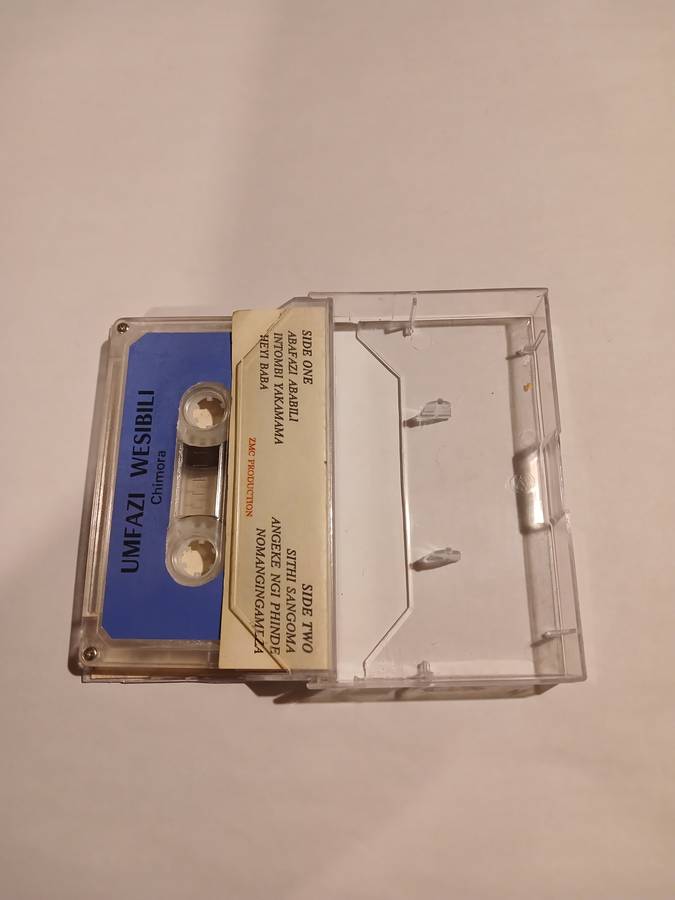 UMFAZI WESIBILI
Chimora
SIDE ONE
ABAFAZI ABABILI
INTOMBI YAKAMAMA
HEYI BABA
ZMC PRODUCTION
SIDE TWO
SITHI SANGOMA
ANGEKE NGI PHINDE
NOMANGINGAMEZA